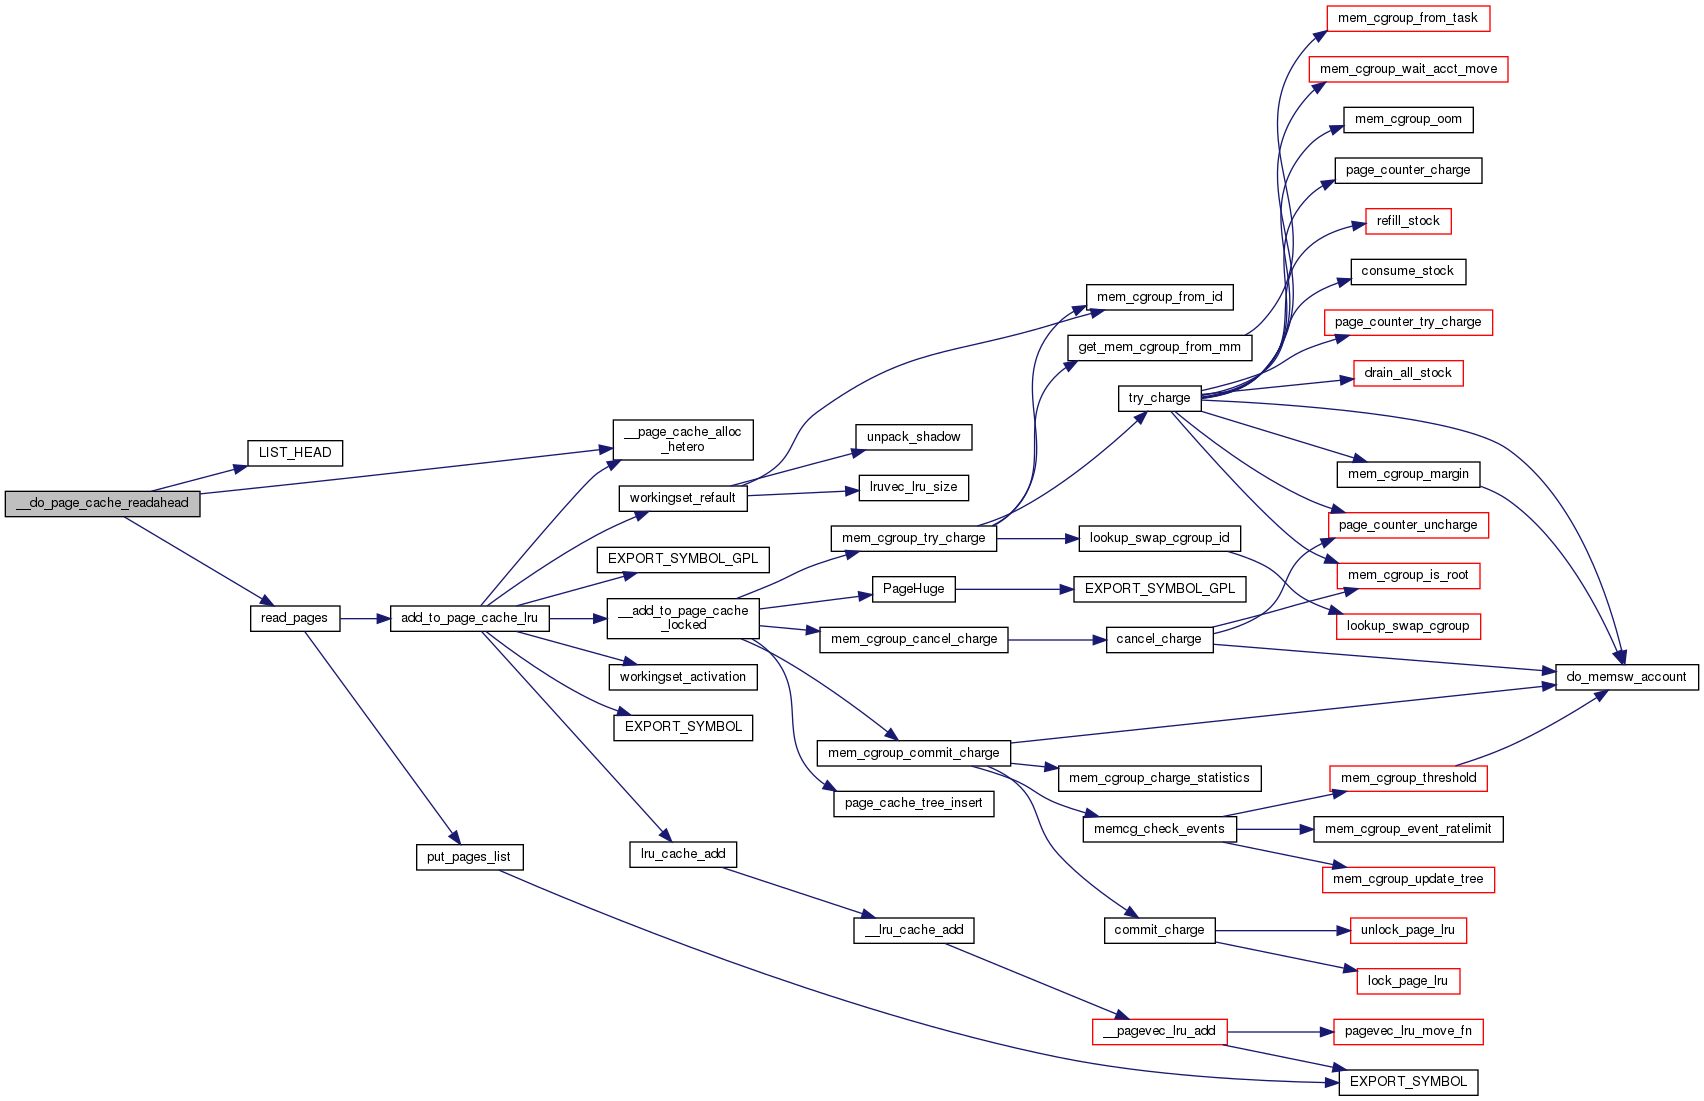 mem_cgroup_from_task
mem_cgroup_wait_acct_move
mem_cgroup_oom
page_counter_charge
refill_stock
consume_stock
mem_cgroup_from_id
page_counter_try_charge
get_mem_cgroup_from_mm
drain_all_stock
try_charge
__page_cache_alloc
_hetero
unpack_shadow
LIST_HEAD
mem_cgroup_margin
lruvec_lru_size
workingset_refault
__do_page_cache_readahead
page_counter_uncharge
mem_cgroup_try_charge
lookup_swap_cgroup_id
EXPORT_SYMBOL_GPL
mem_cgroup_is_root
PageHuge
EXPORT_SYMBOL_GPL
read_pages
add_to_page_cache_lru
__add_to_page_cache
_locked
lookup_swap_cgroup
mem_cgroup_cancel_charge
cancel_charge
workingset_activation
do_memsw_account
EXPORT_SYMBOL
mem_cgroup_commit_charge
mem_cgroup_charge_statistics
mem_cgroup_threshold
page_cache_tree_insert
memcg_check_events
mem_cgroup_event_ratelimit
put_pages_list
lru_cache_add
mem_cgroup_update_tree
__lru_cache_add
commit_charge
unlock_page_lru
lock_page_lru
__pagevec_lru_add
pagevec_lru_move_fn
EXPORT_SYMBOL